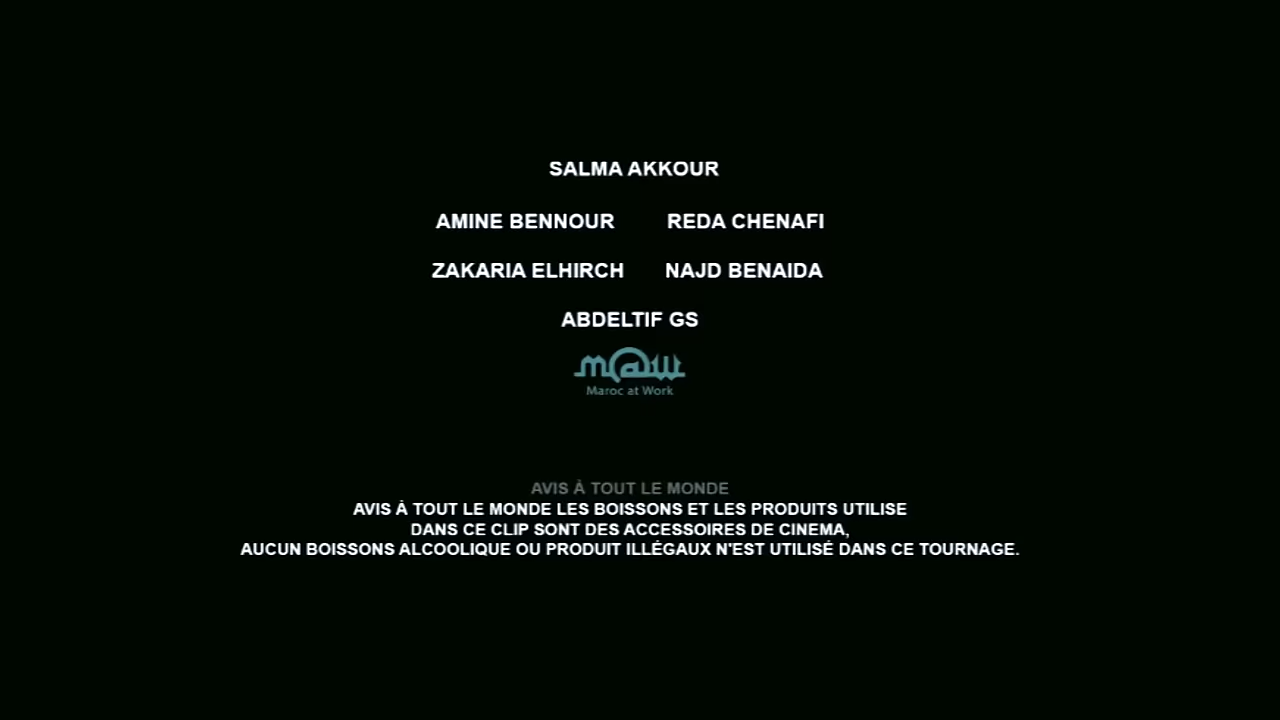 SALMA AKKOUR
AMINE BENNOUR REDA CHENAFI
ZAKARIA ELHIRCH NAJD BENAIDA
ABDELTIF GS
m@w
Maroc at Work
AVIS À TOUT LE MONDE
AVIS À TOUT LE MONDE LES BOISSONS ET LES PRODUITS UTILISE
DANS CE CLIP SONT DES ACCESSOIRES DE CINEMA,
AUCUN BOISSONS ALCOOLIQUE OU PRODUIT ILLÉGAUX N'EST UTILISÉ DANS CE TOURNAGE.